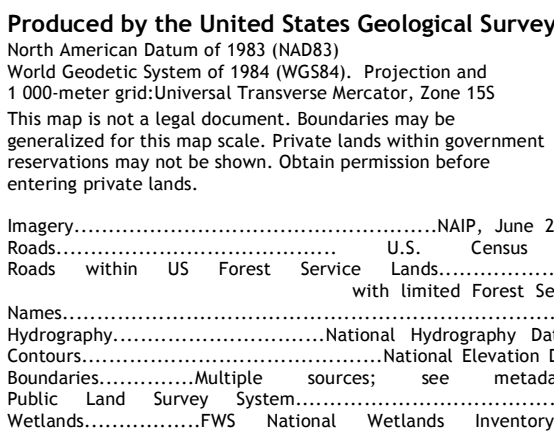 Produced by the United States Geological Survey
North American Datum of 1983 (NAD83)
World Geodetic System of 1984 (WGS84). Projection and
1 000-meter grid:Universal Transverse Mercator, Zone 15S
This map is not a legal document. Boundaries may be
generalized for this map scale. Private lands within government
reservations may not be shown. Obtain permission before
entering private lands.
Imagery.....................................................NAIP, June 2
Roads......................................... U.S. Census
Roads within US Forest Service Lands.................
with limited Forest Se
Names........................................................................
Hydrography...............................National Hydrography Dat
Contours............................................National Elevation D
Boundaries..............Multiple sources; see metada
Public Land Survey System......................................
Wetlands.................FWS National Wetlands Inventory